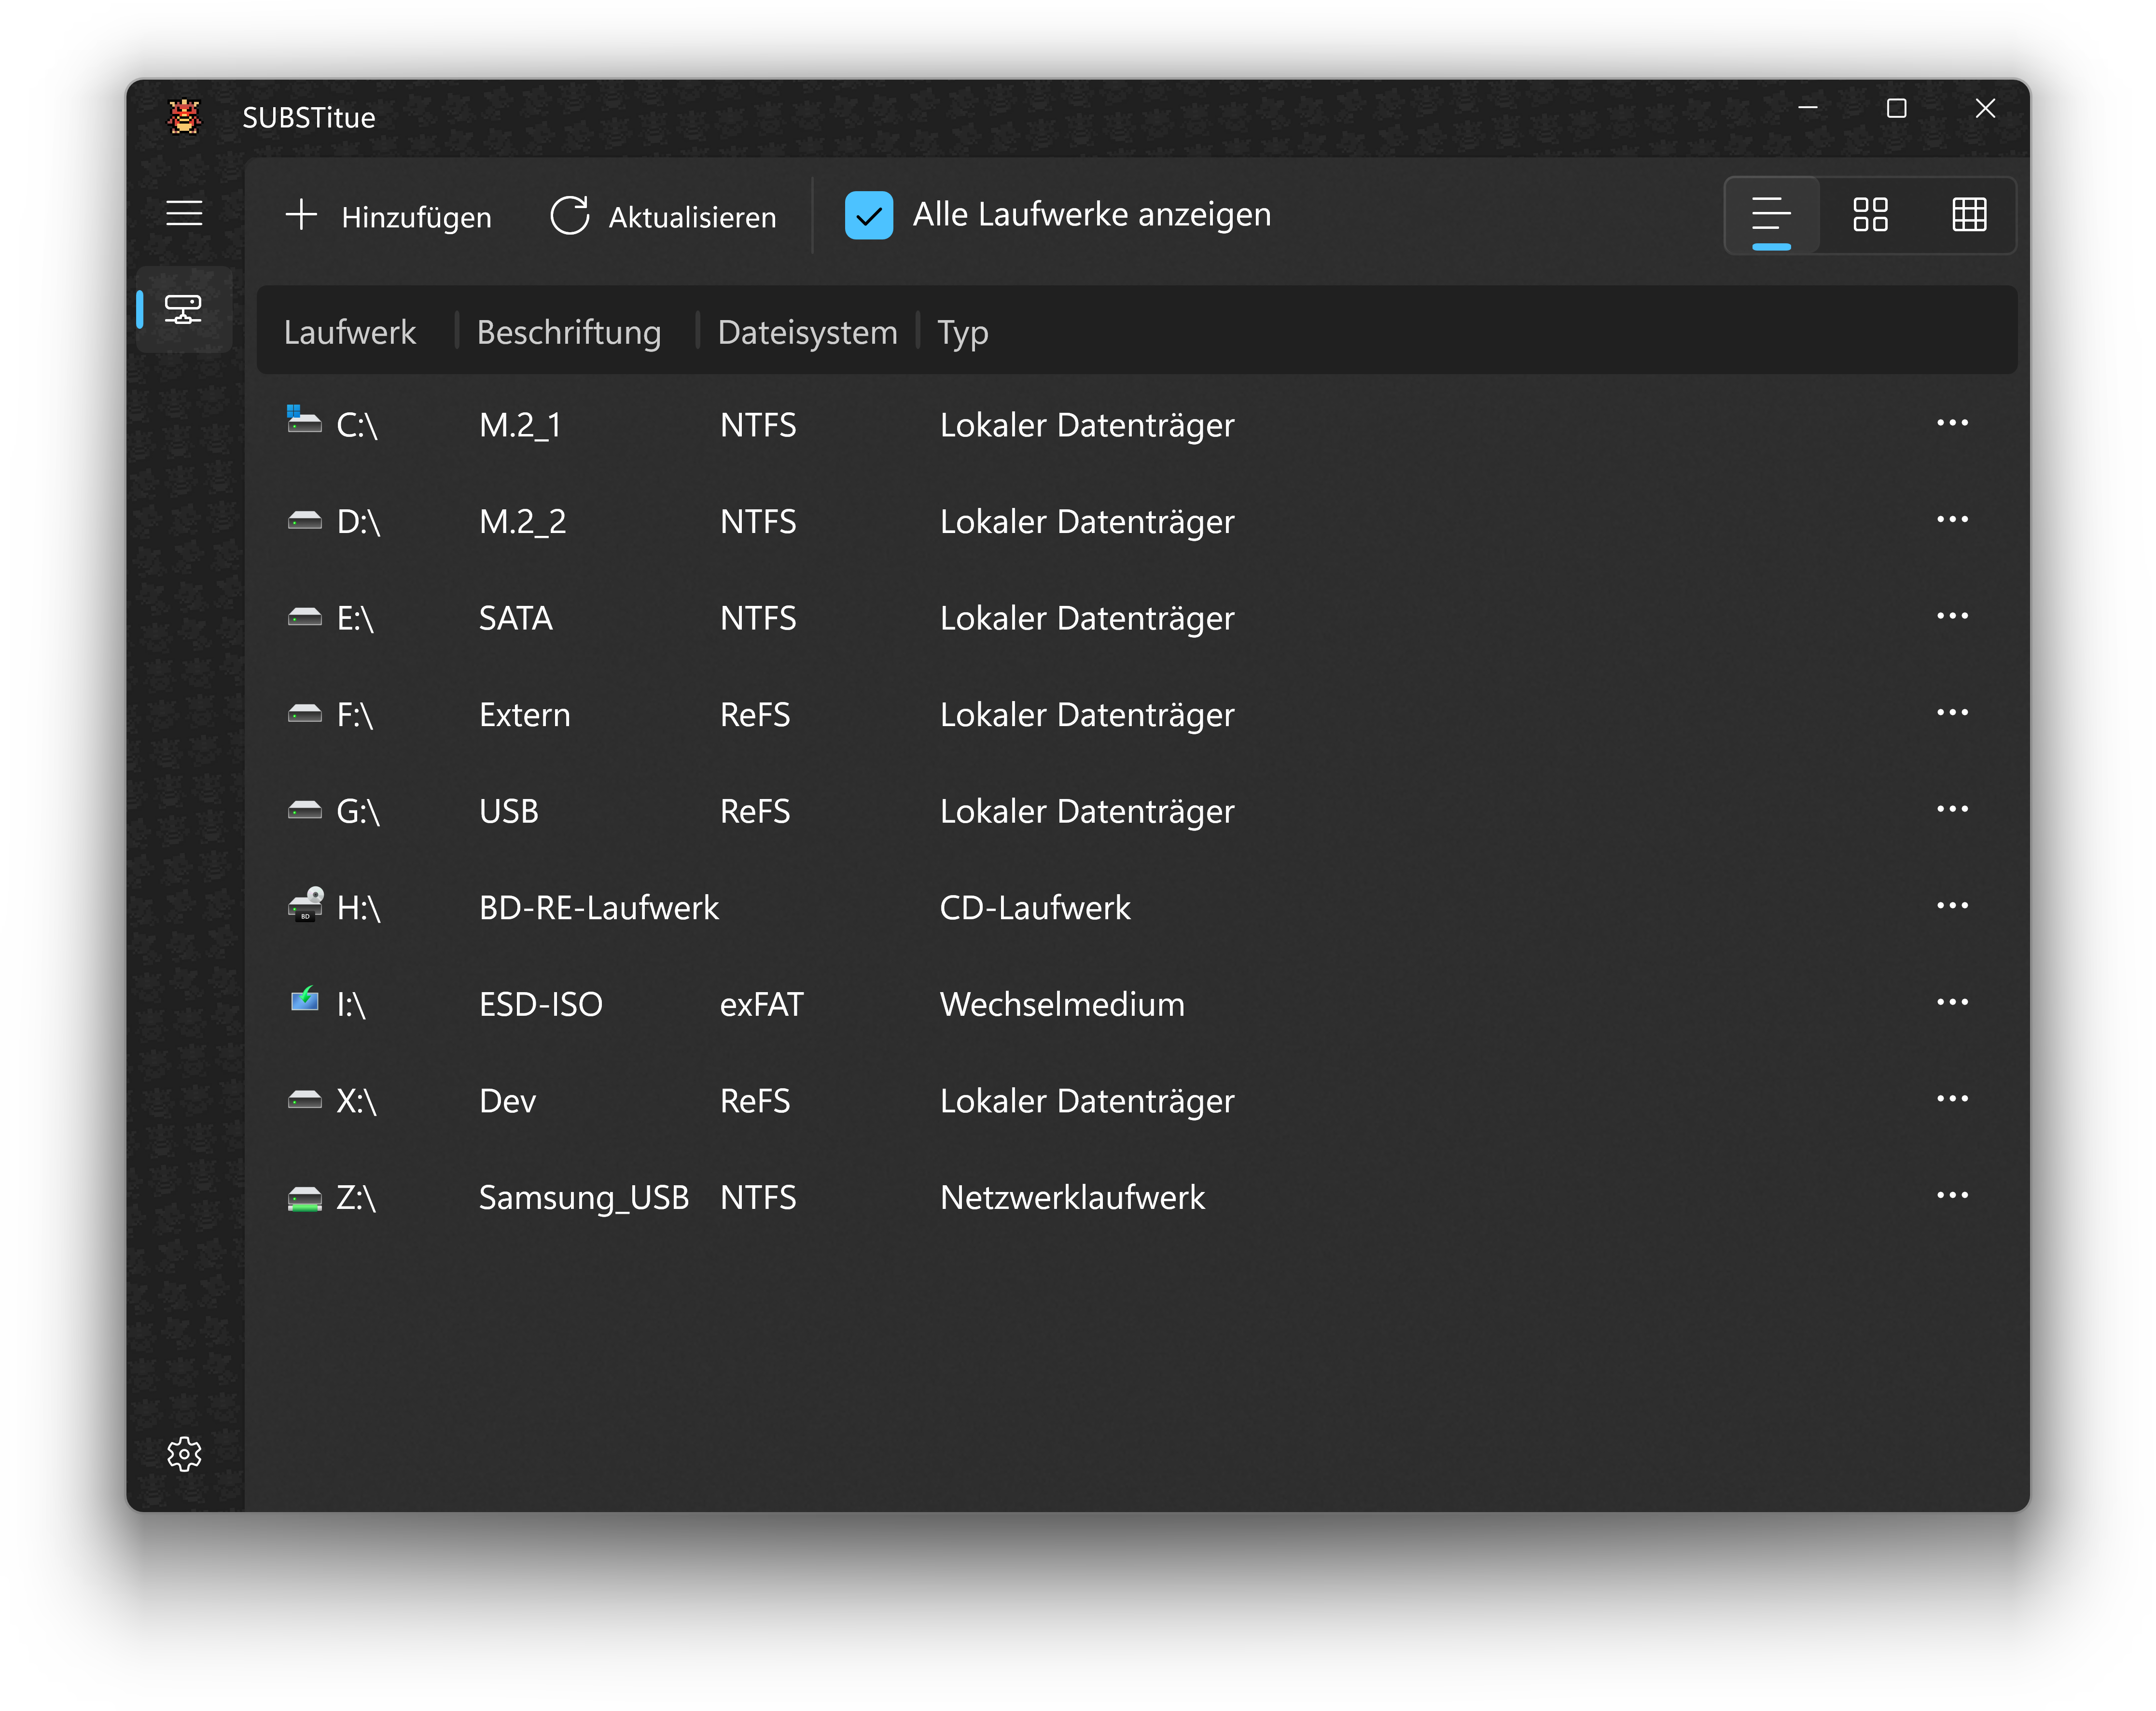 SUBSTitue
Hinzufügen Aktualisieren Alle Laufwerke anzeigen
Laufwerk Beschriftung Dateisystem Typ
C:\ M.2_1 NTFS Lokaler Datenträger
D:\ M.2_2 NTFS Lokaler Datenträger
E:\ SATA NTFS Lokaler Datenträger
F:\ Extern ReFS Lokaler Datenträger
G:\ USB ReFS Lokaler Datenträger
BD H:\ BD-RE-Laufwerk CD-Laufwerk
I:\ ESD-ISO exFAT Wechselmedium
X:\ Dev ReFS Lokaler Datenträger
Z:\ Samsung_USB NTFS Netzwerklaufwerk